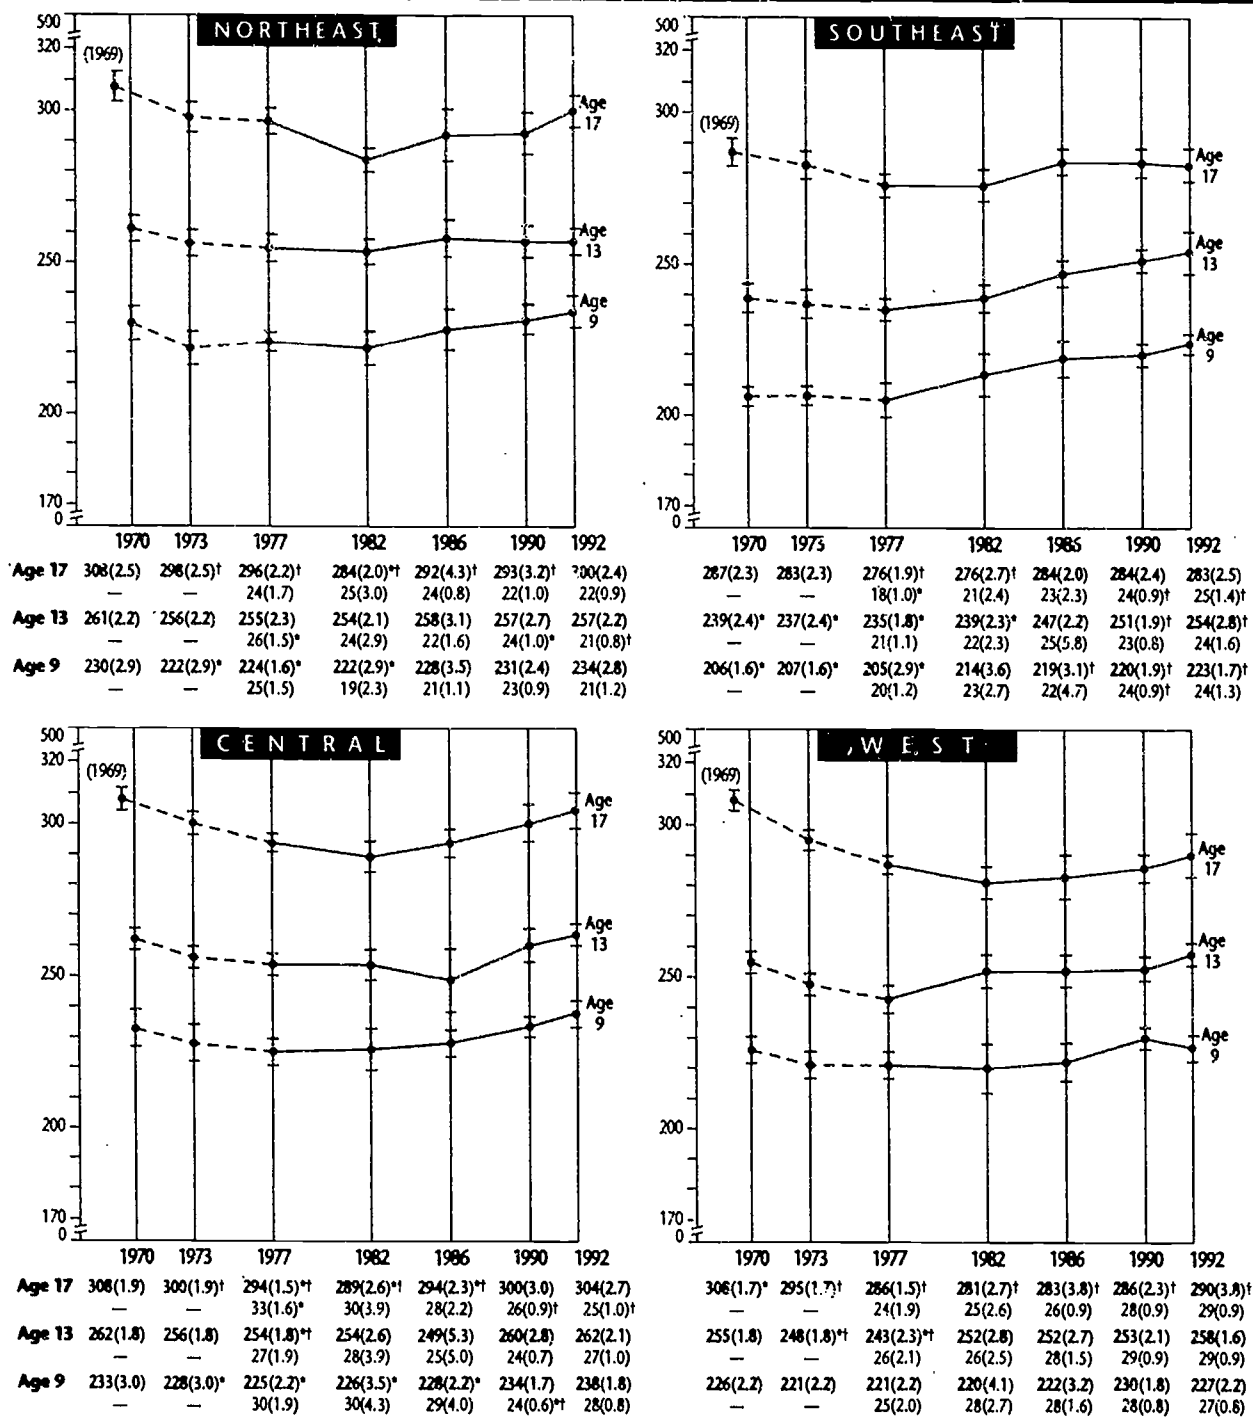 NORTHEAST
500
320
300
250
200
170
0
(1969)
Age 17
Age 13
Age 9
1970 1973 1977 1982 1986 1990 1992
Age 17 308(2.5) 298(2.5)† 296(2.2)† 284(2.0)*† 292(4.3)† 293(3.2)† 300(2.4)
— — 24(1.7) 25(3.0) 24(0.8) 22(1.0) 22(0.9)
Age 13 261(2.2) 256(2.2) 255(2.3) 254(2.1) 258(3.1) 257(2.7) 257(2.2)
— — 26(1.5)* 24(2.9) 22(1.6) 24(1.0)* 21(0.8)†
Age 9 230(2.9) 222(2.9)* 224(1.6)* 222(2.9)* 228(3.5) 231(2.4) 234(2.8)
— — 25(1.5) 19(2.3) 21(1.1) 23(0.9) 21(1.2)
SOUTHEAST
500
320
300
250
200
170
0
(1969)
Age 17
Age 13
Age 9
1970 1973 1977 1982 1986 1990 1992
287(2.3) 283(2.3) 276(1.9)† 276(2.7)† 284(2.0) 284(2.4) 283(2.5)
— — 18(1.0)* 21(2.4) 23(2.3) 24(0.9)† 25(1.4)†
239(2.4)* 237(2.4)* 235(1.8)* 239(2.3)* 247(2.2) 251(1.9)† 254(2.8)†
— — 21(1.1) 22(2.3) 25(5.8) 23(0.8) 24(1.6)
206(1.6)* 207(1.6)* 205(2.9)* 214(3.6) 219(3.1)† 220(1.9)† 223(1.7)†
— — 20(1.2) 23(2.7) 22(4.7) 24(0.9)† 24(1.3)
CENTRAL
500
320
300
250
200
170
0
(1969)
Age 17
Age 13
Age 9
1970 1973 1977 1982 1986 1990 1992
Age 17 308(1.9) 300(1.9)† 294(1.5)*† 289(2.6)*† 294(2.3)*† 300(3.0) 304(2.7)
— — 33(1.6)* 30(3.9) 28(2.2) 26(0.9)† 25(1.0)†
Age 13 262(1.8) 256(1.8) 254(1.8)*† 254(2.6) 249(5.3) 260(2.8) 262(2.1)
— — 27(1.9) 28(3.9) 25(5.0) 24(0.7) 27(1.0)
Age 9 233(3.0) 228(3.0)* 225(2.2)* 226(3.5)* 228(2.2)* 234(1.7) 238(1.8)
— — 30(1.9) 30(4.3) 29(4.0) 24(0.6)*† 28(0.8)
WEST
500
320
300
250
200
170
0
(1969)
Age 17
Age 13
Age 9
1970 1973 1977 1982 1986 1990 1992
306(1.7)* 295(1.7)† 286(1.5)† 281(2.7)† 283(3.8)† 286(2.3)† 290(3.8)†
— — 24(1.9) 25(2.6) 26(0.9) 28(0.9) 29(0.9)
255(1.8) 248(1.8)*† 243(2.3)*† 252(2.8) 252(2.7) 253(2.1) 258(1.6)
— — 26(2.1) 26(2.5) 28(1.5) 29(0.9) 29(0.9)
226(2.2) 221(2.2) 221(2.2) 220(4.1) 222(3.2) 230(1.8) 227(2.2)
— — 25(2.0) 28(2.7) 28(1.6) 28(0.8) 27(0.8)